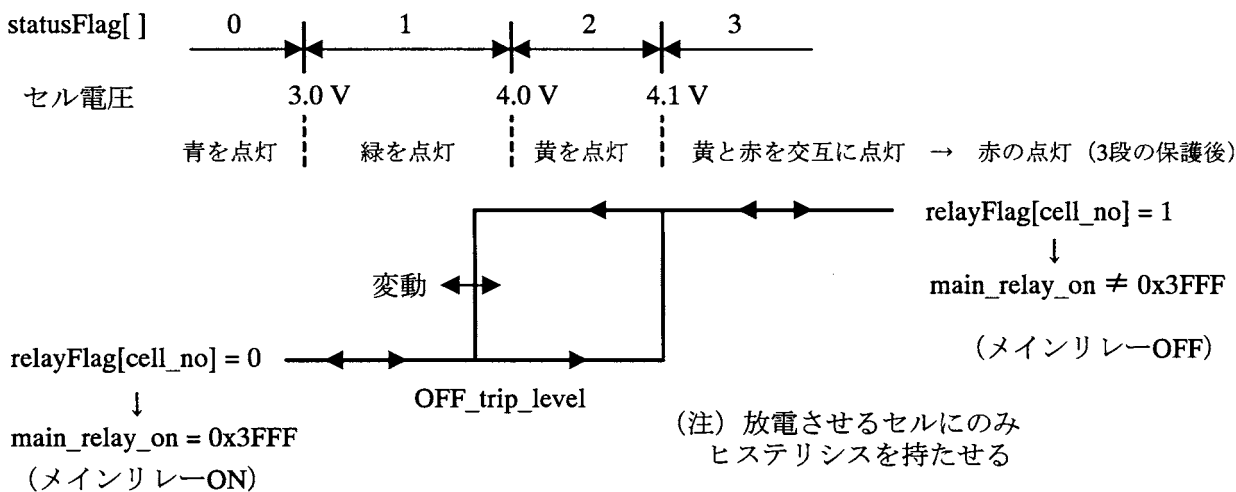 statusFlag[ ] 0 1 2 3
セル電圧 3.0 V 4.0 V 4.1 V
青を点灯 緑を点灯 黄を点灯 黄と赤を交互に点灯 → 赤の点灯（3段の保護後）
relayFlag[cell_no] = 1
↓
main_relay_on ≠ 0x3FFF
（メインリレーOFF）
変動
relayFlag[cell_no] = 0
↓
main_relay_on = 0x3FFF
（メインリレーON）
OFF_trip_level
（注）放電させるセルにのみ
ヒステリシスを持たせる